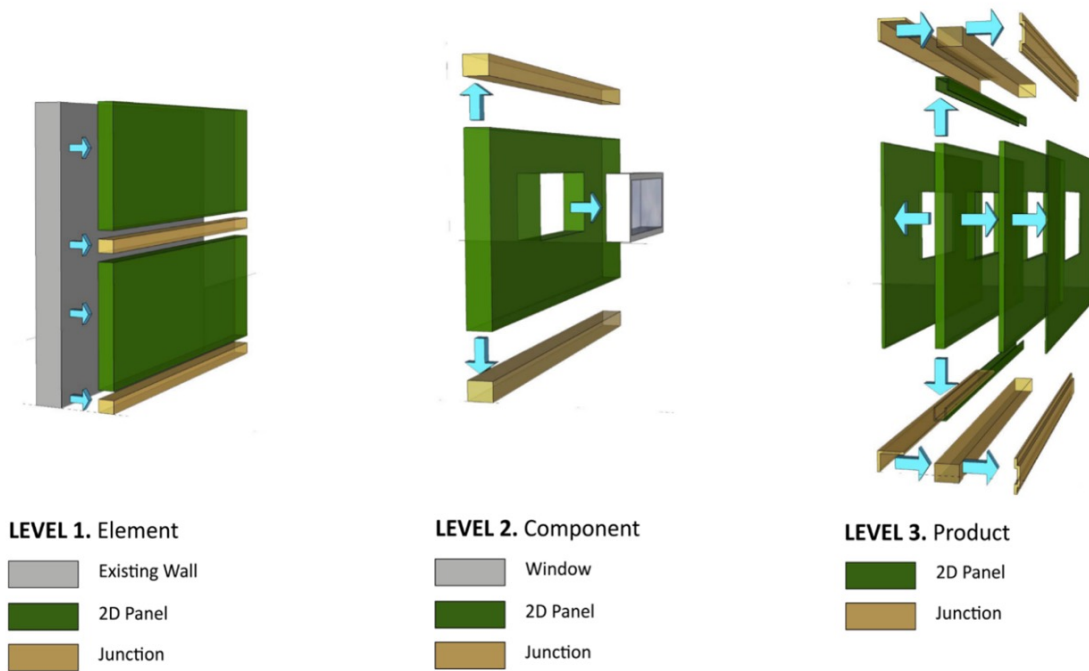 LEVEL 1. Element
Existing Wall
2D Panel
Junction
LEVEL 2. Component
Window
2D Panel
Junction
LEVEL 3. Product
2D Panel
Junction